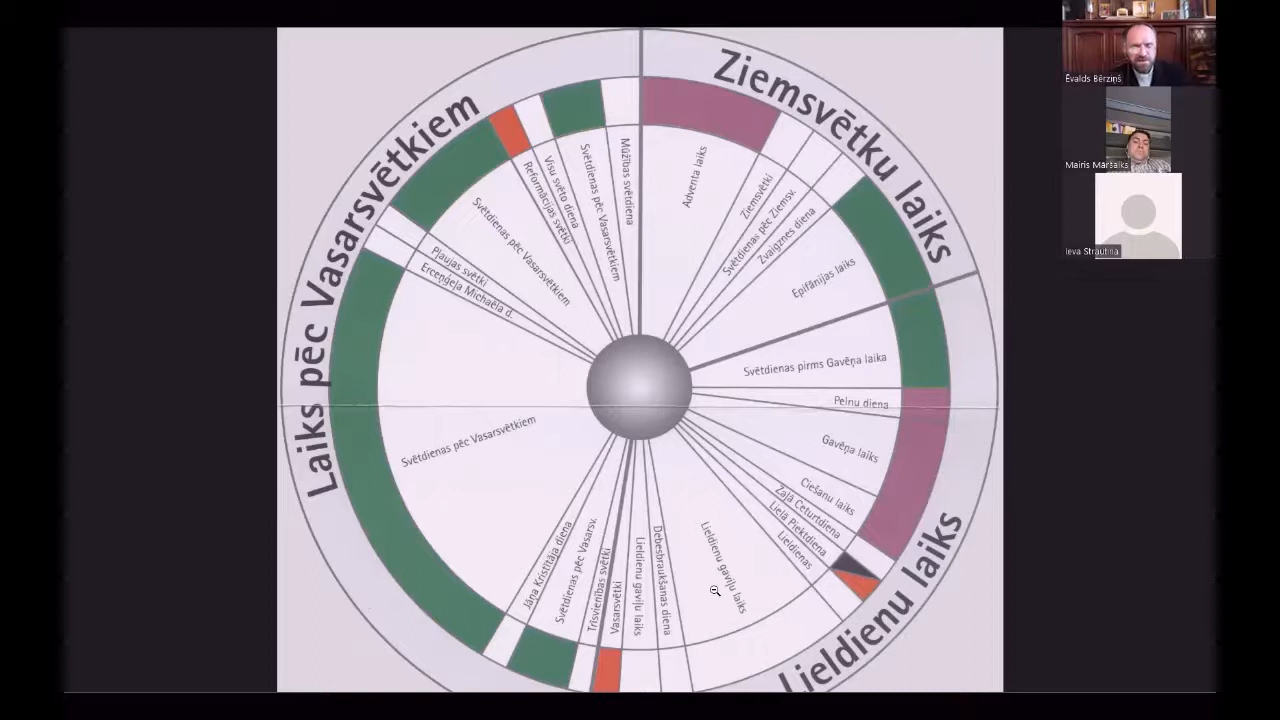 Ziemsvētku laiks
Adventa laiks
Ziemsvētki
Svētdienas pēc Ziemsv.
Zvaigznes diena
Epifānijas laiks
Lieldienu laiks
Svētdienas pirms Gavēņa laika
Pelnu diena
Gavēņa laiks
Ciešanu laiks
Zaļā Ceturtdiena
Lielā Piektdiena
Lieldienas
Lieldienu gaviļu laiks
Debesbraukšanas diena
Lieldienu gaviļu laiks
Vasarsvētki
Laiks pēc Vasarsvētkiem
Trīsvienības svētki
Svētdienas pēc Vasarsv.
Jāņa Kristītāja diena
Svētdienas pēc Vasarsvētkiem
Erceņģeļa Michaēla d.
Pļaujas svētki
Svētdienas pēc Vasarsvētkiem
Reformācijas svētki
Visu svēto diena
Svētdienas pēc Vasarsvētkiem
Mūžības svētdiena
Ēvalds Bērziņš
Mairis Maršalks
Ieva Strautiņa